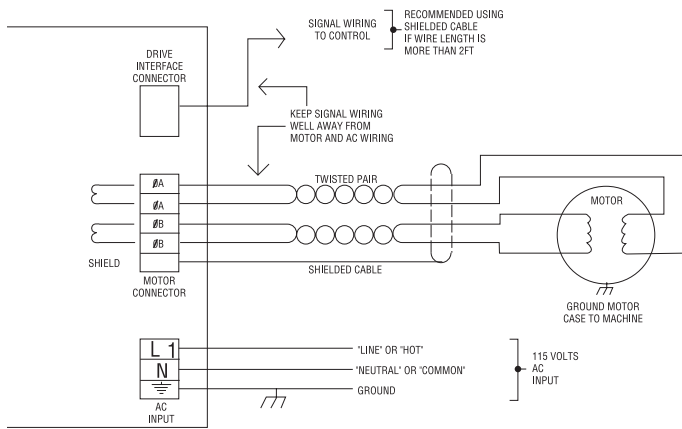 SIGNAL WIRING
TO CONTROL
RECOMMENDED USING
SHIELDED CABLE
IF WIRE LENGTH IS
MORE THAN 2FT
DRIVE
INTERFACE
CONNECTOR
KEEP SIGNAL WIRING
WELL AWAY FROM
MOTOR AND AC WIRING
TWISTED PAIR
ØA
ØA
ØB
ØB
SHIELD
MOTOR
CONNECTOR
SHIELDED CABLE
MOTOR
GROUND MOTOR
CASE TO MACHINE
L 1
N
AC
INPUT
"LINE" OR "HOT"
"NEUTRAL" OR "COMMON"
GROUND
115 VOLTS
AC
INPUT